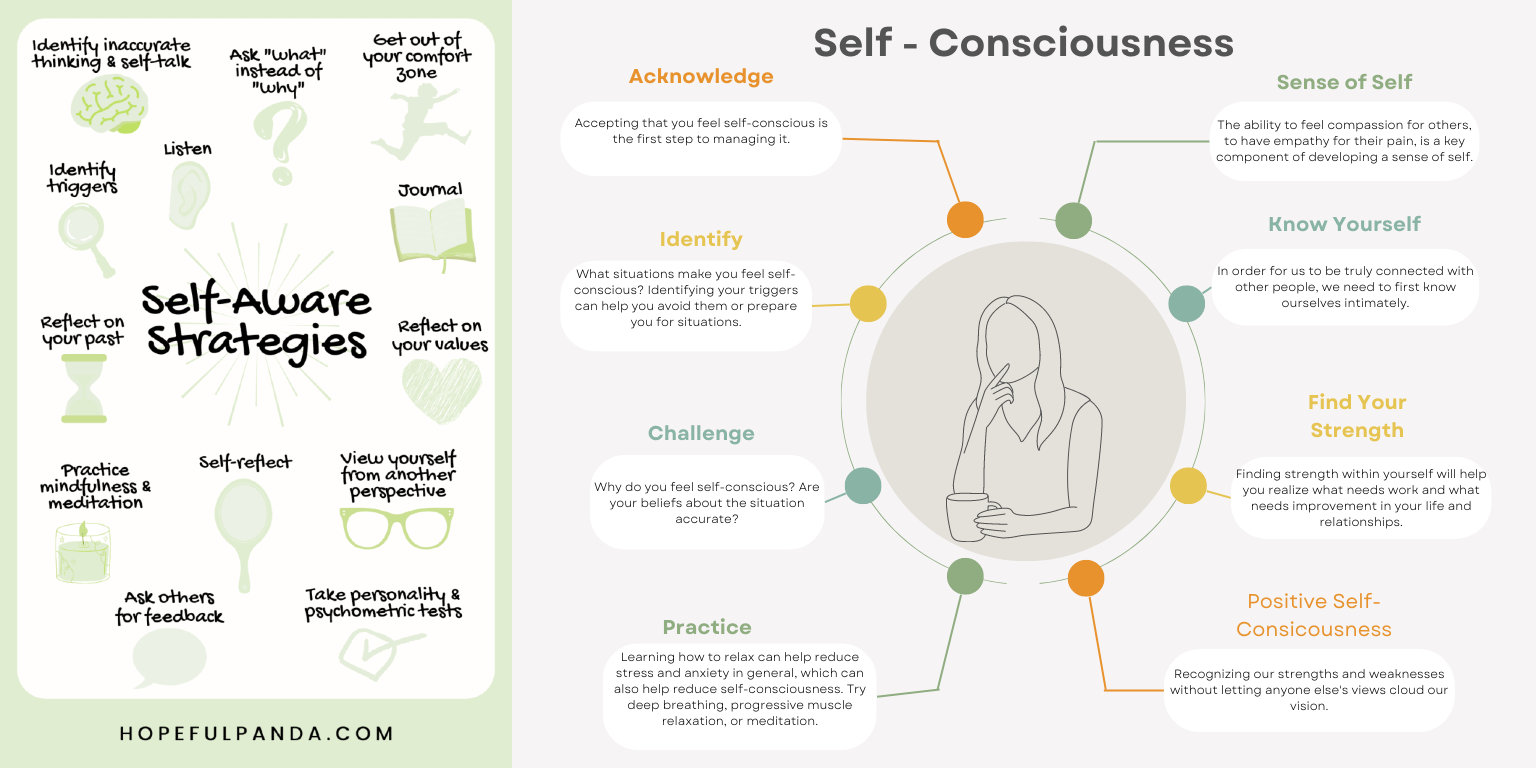 Identify inaccurate
thinking & self-talk
Ask "what"
instead of
"why"
Get out of
your comfort
zone
Listen
Identify
triggers
Journal
Self-Aware
Strategies
Reflect on
your past
Reflect on
your values
Practice
mindfulness &
meditation
Self-reflect
View yourself
from another
perspective
Ask others
for feedback
Take personality &
psychometric tests
HOPEFULPANDA.COM
Self - Consciousness
Acknowledge
Accepting that you feel self-conscious is
the first step to managing it.
Identify
What situations make you feel self-
conscious? Identifying your triggers
can help you avoid them or prepare
you for situations.
Challenge
Why do you feel self-conscious? Are
your beliefs about the situation
accurate?
Practice
Learning how to relax can help reduce
stress and anxiety in general, which can
also help reduce self-consciousness. Try
deep breathing, progressive muscle
relaxation, or meditation.
Sense of Self
The ability to feel compassion for others,
to have empathy for their pain, is a key
component of developing a sense of self.
Know Yourself
In order for us to be truly connected with
other people, we need to first know
ourselves intimately.
Find Your
Strength
Finding strength within yourself will help
you realize what needs work and what
needs improvement in your life and
relationships.
Positive Self-
Consicousness
Recognizing our strengths and weaknesses
without letting anyone else's views cloud our
vision.